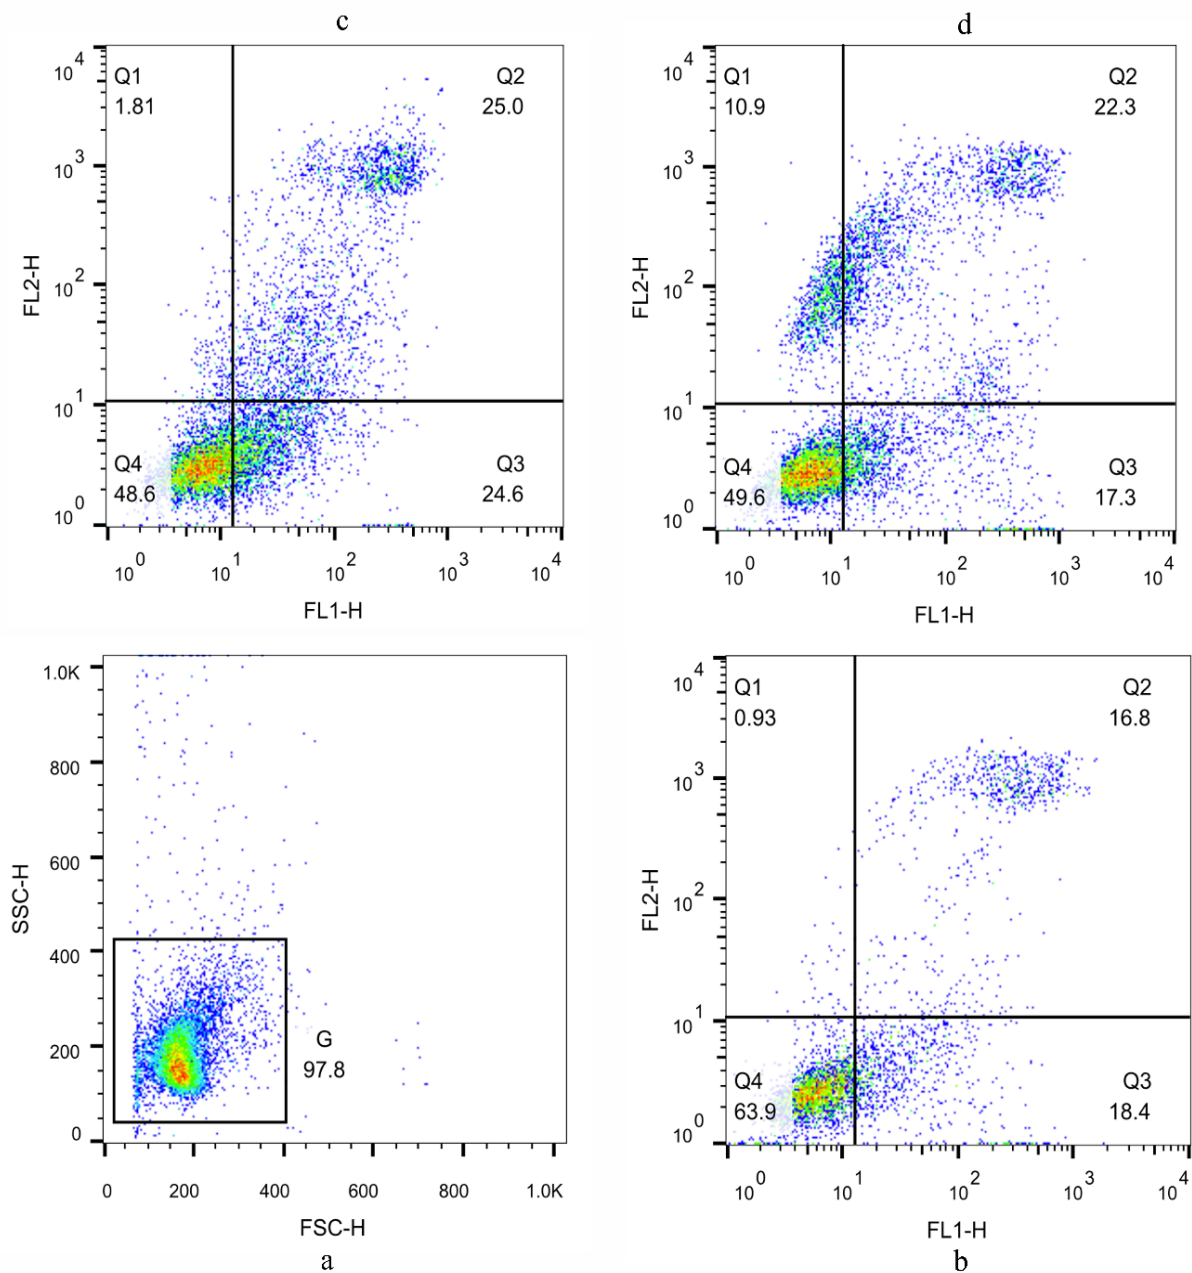 c
10^4
10^3
10^2
10^1
10^0
FL2-H
Q1
1.81
Q2
25.0
Q4
48.6
Q3
24.6
10^0 10^1 10^2 10^3 10^4
FL1-H
d
10^4
10^3
10^2
10^1
10^0
FL2-H
Q1
10.9
Q2
22.3
Q4
49.6
Q3
17.3
10^0 10^1 10^2 10^3 10^4
FL1-H
1.0K
800
600
400
200
0
SSC-H
G
97.8
0 200 400 600 800 1.0K
FSC-H
a
10^4
10^3
10^2
10^1
10^0
FL2-H
Q1
0.93
Q2
16.8
Q4
63.9
Q3
18.4
10^0 10^1 10^2 10^3 10^4
FL1-H
b